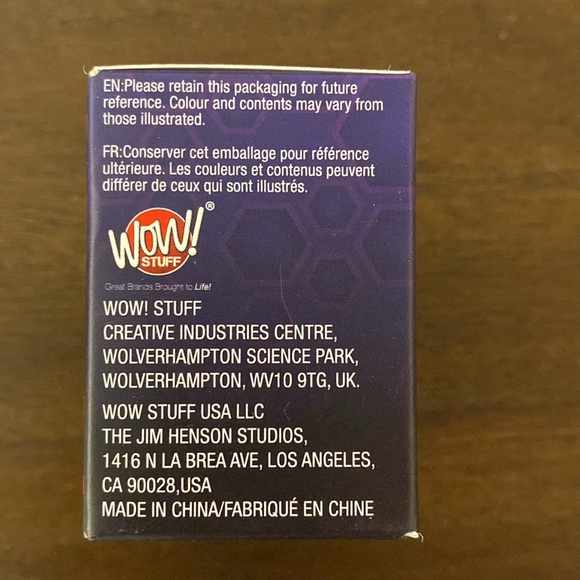 EN:Please retain this packaging for future
reference. Colour and contents may vary from
those illustrated.
FR:Conserver cet emballage pour référence
ultérieure. Les couleurs et contenus peuvent
différer de ceux qui sont illustrés.
WOW!®
STUFF
Great Brands Brought to Life!
WOW! STUFF
CREATIVE INDUSTRIES CENTRE,
WOLVERHAMPTON SCIENCE PARK,
WOLVERHAMPTON, WV10 9TG, UK.
WOW STUFF USA LLC
THE JIM HENSON STUDIOS,
1416 N LA BREA AVE, LOS ANGELES,
CA 90028,USA
MADE IN CHINA/FABRIQUÉ EN CHINE